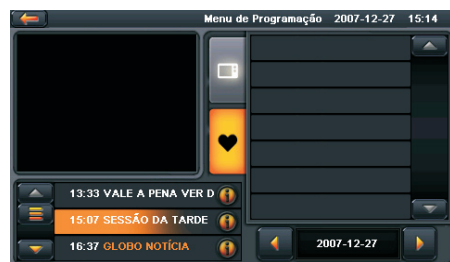 Menu de Programação 2007-12-27 15:14
13:33 VALE A PENA VER D
15:07 SESSÃO DA TARDE
16:37 GLOBO NOTÍCIA
2007-12-27